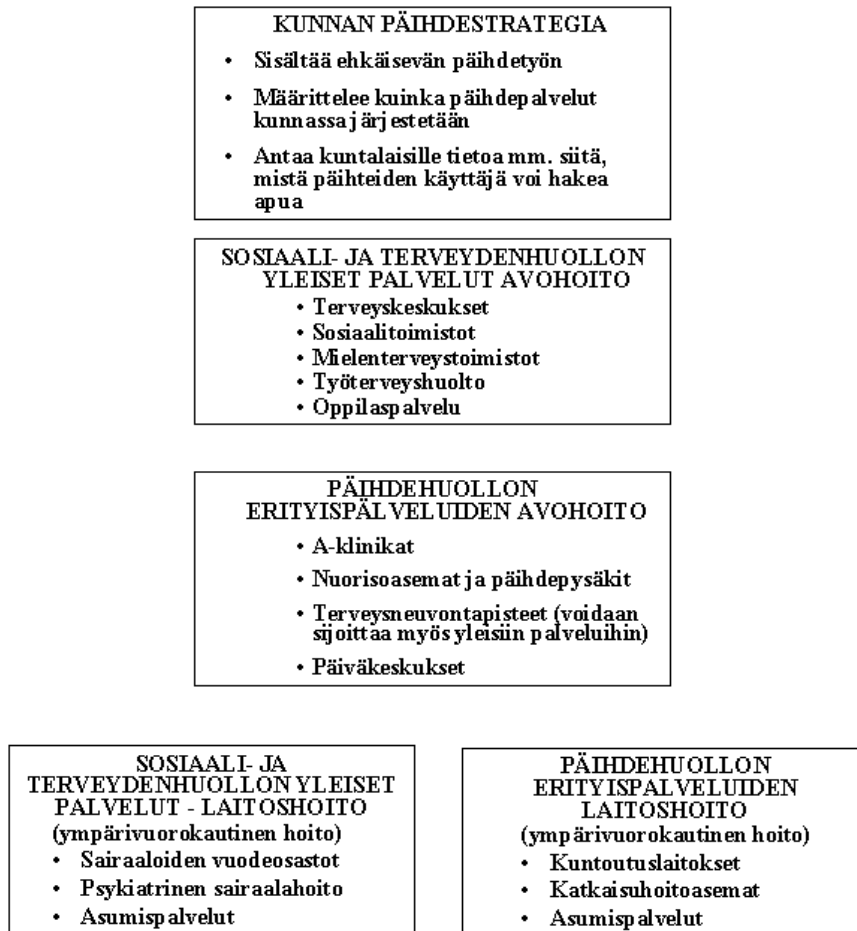 KUNNAN PÄIHDESTRATEGIA
• Sisältää ehkäisevän päihdetyön
• Määrittelee kuinka päihdepalvelut
kunnassa järjestetään
• Antaa kuntalaisille tietoa mm. siitä,
mistä päihteiden käyttäjä voi hakea
apua
SOSIAALI- JA TERVEYDENHUOLLON
YLEISET PALVELUT AVOHOITO
• Terveyskeskukset
• Sosiaalitoimistot
• Mielenterveystoimistot
• Työterveyshuolto
• Oppilaspalvelu
PÄIHDEHUOLLON
ERITYISPÄLVELUIDEN AVOHOITO
• A-klinikat
• Nuorisoasemat ja päihdepysäkit
• Terveysneuvontapisteet (voidaan
sijoittaa myös yleisiin palveluihin)
• Päiväkeskukset
SOSIAALI- JA
TERVEYDENHUOLLON YLEISET
PALVELUT - LAITOSHOITO
(ympärivuorokautinen hoito)
• Sairaaloiden vuodeosastot
• Psykiatrinen sairaalahoito
• Asumispalvelut
PÄIHDEHUOLLON
ERITYISPALVELUIDEN
LAITOSHOITO
(ympärivuorokautinen hoito)
• Kuntoutuslaitokset
• Katkaisuhoitoasemat
• Asumispalvelut